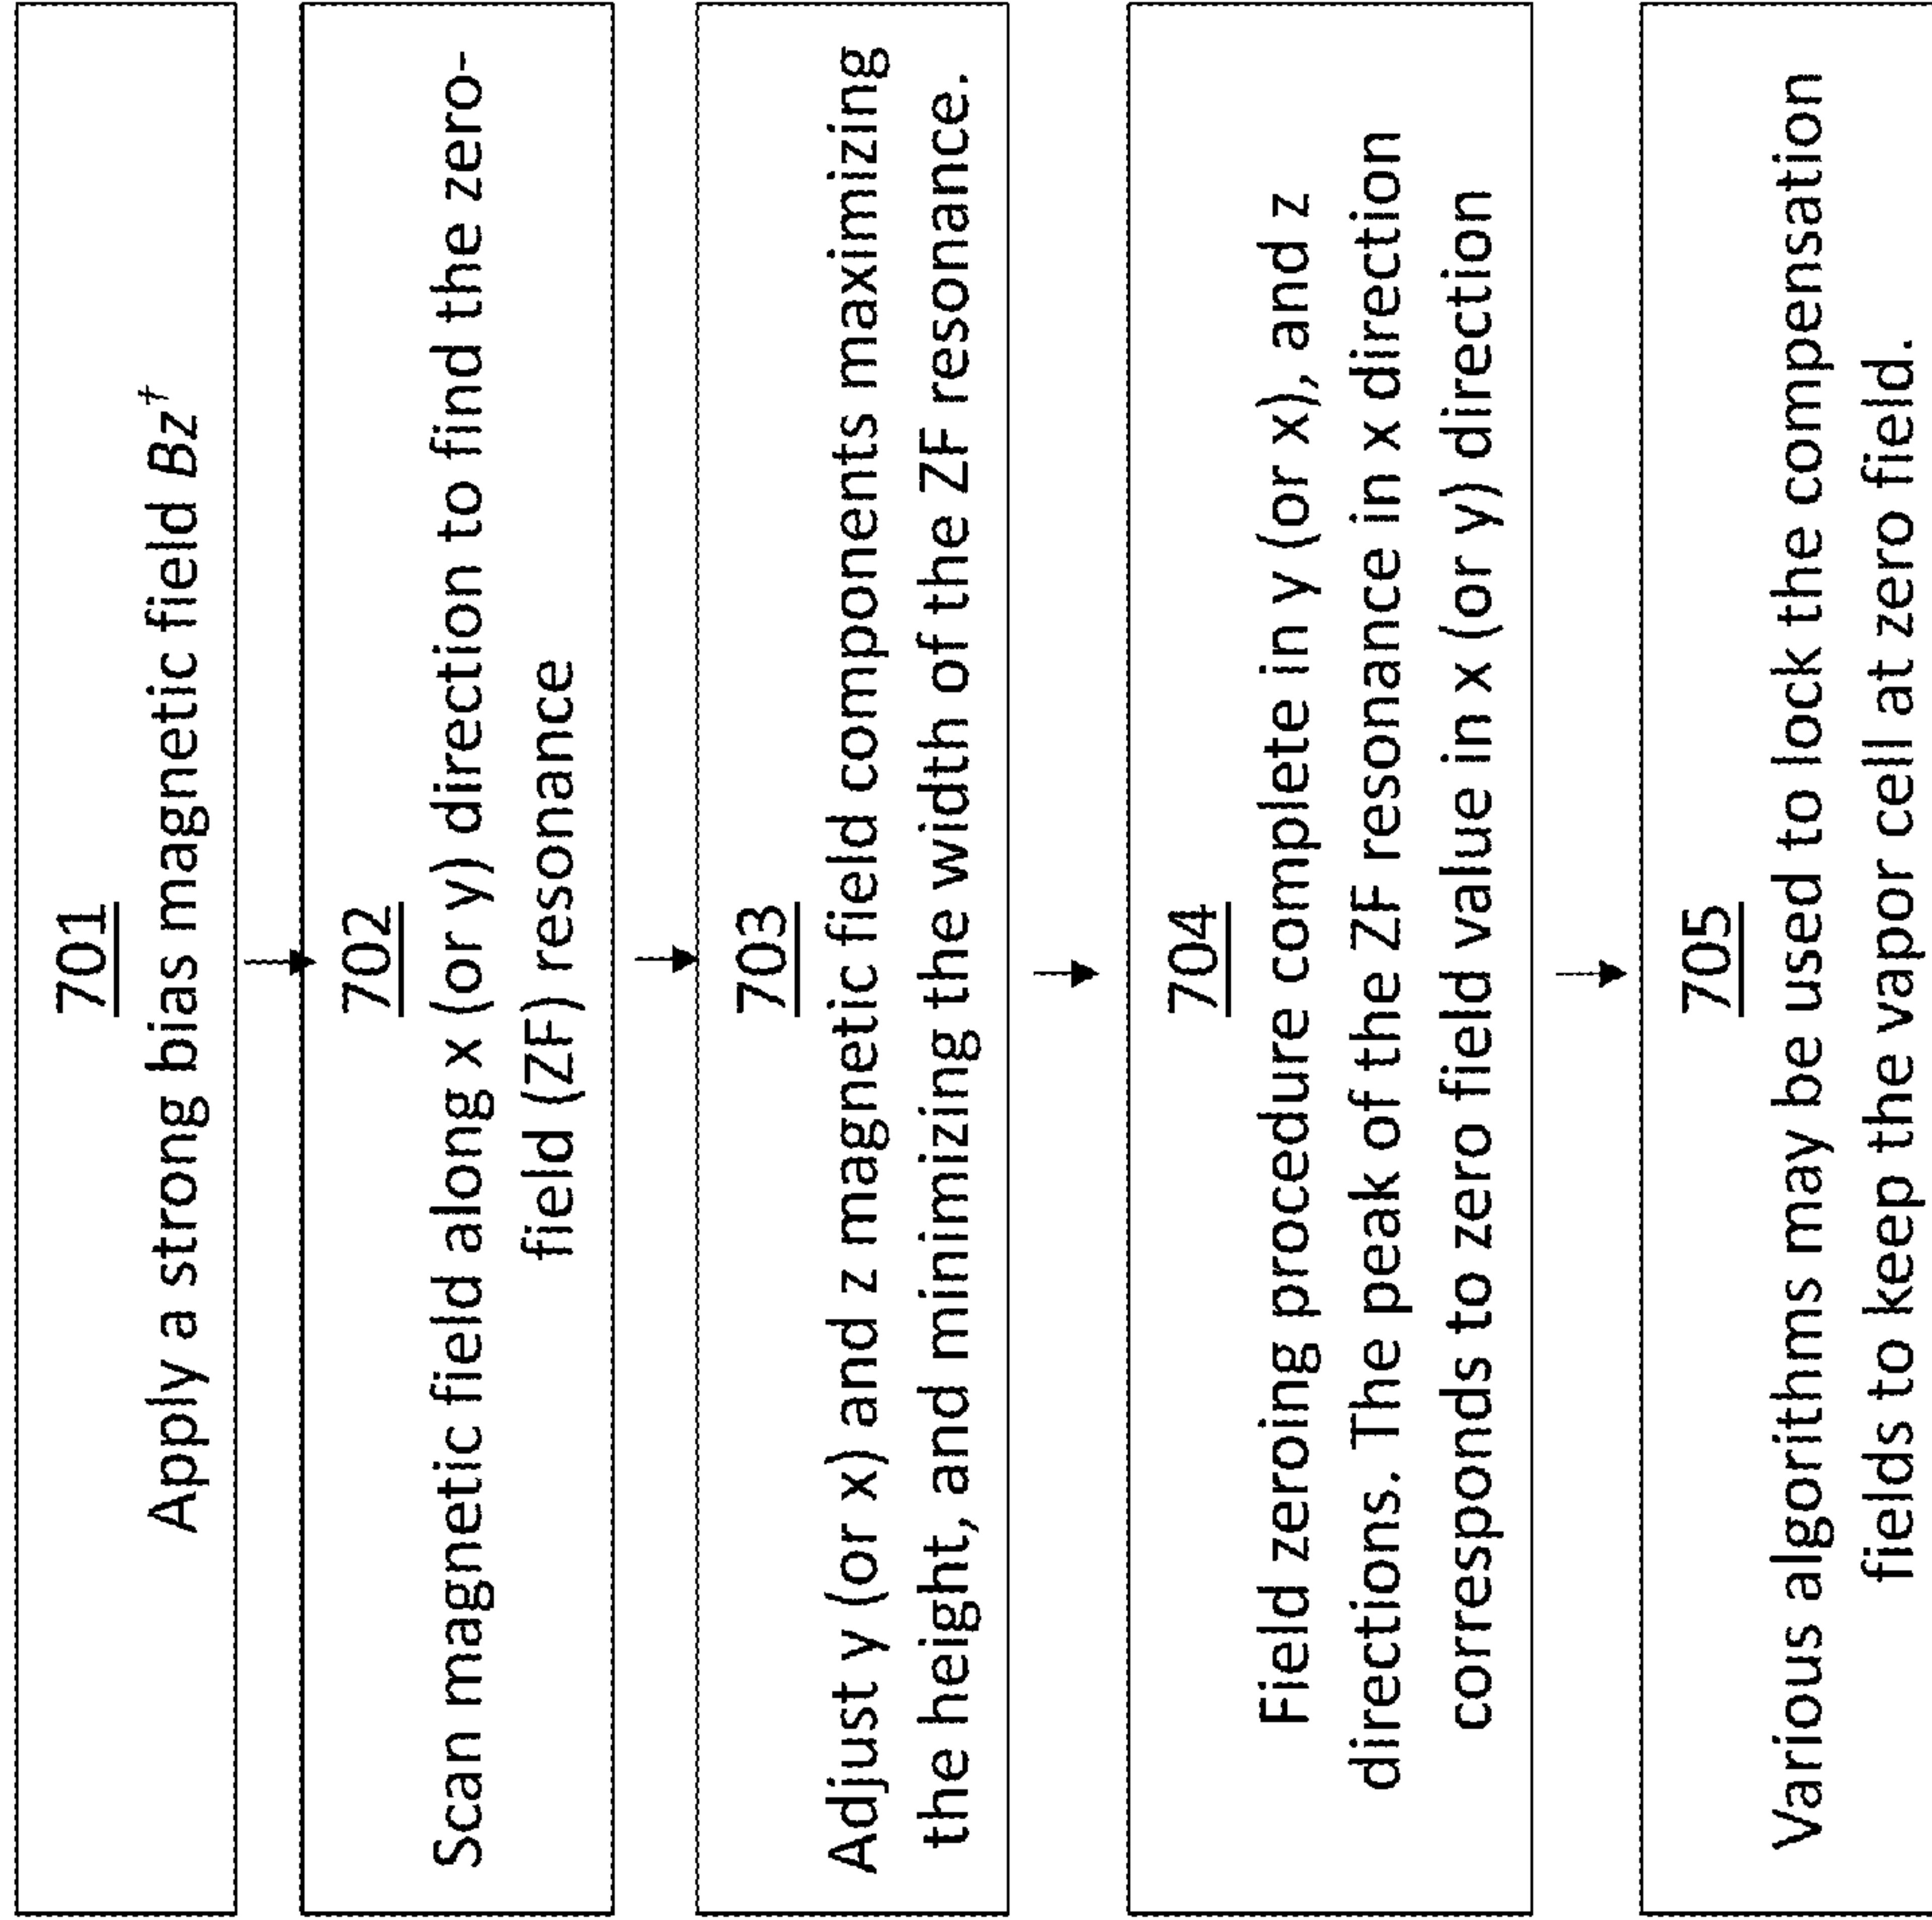 701
Apply a strong bias magnetic field Bz†
702
Scan magnetic field along x (or y) direction to find the zero-
field (ZF) resonance
703
Adjust y (or x) and z magnetic field components maximizing
the height, and minimizing the width of the ZF resonance.
704
Field zeroing procedure complete in y (or x), and z
directions. The peak of the ZF resonance in x direction
corresponds to zero field value in x (or y) direction
705
Various algorithms may be used to lock the compensation
fields to keep the vapor cell at zero field.